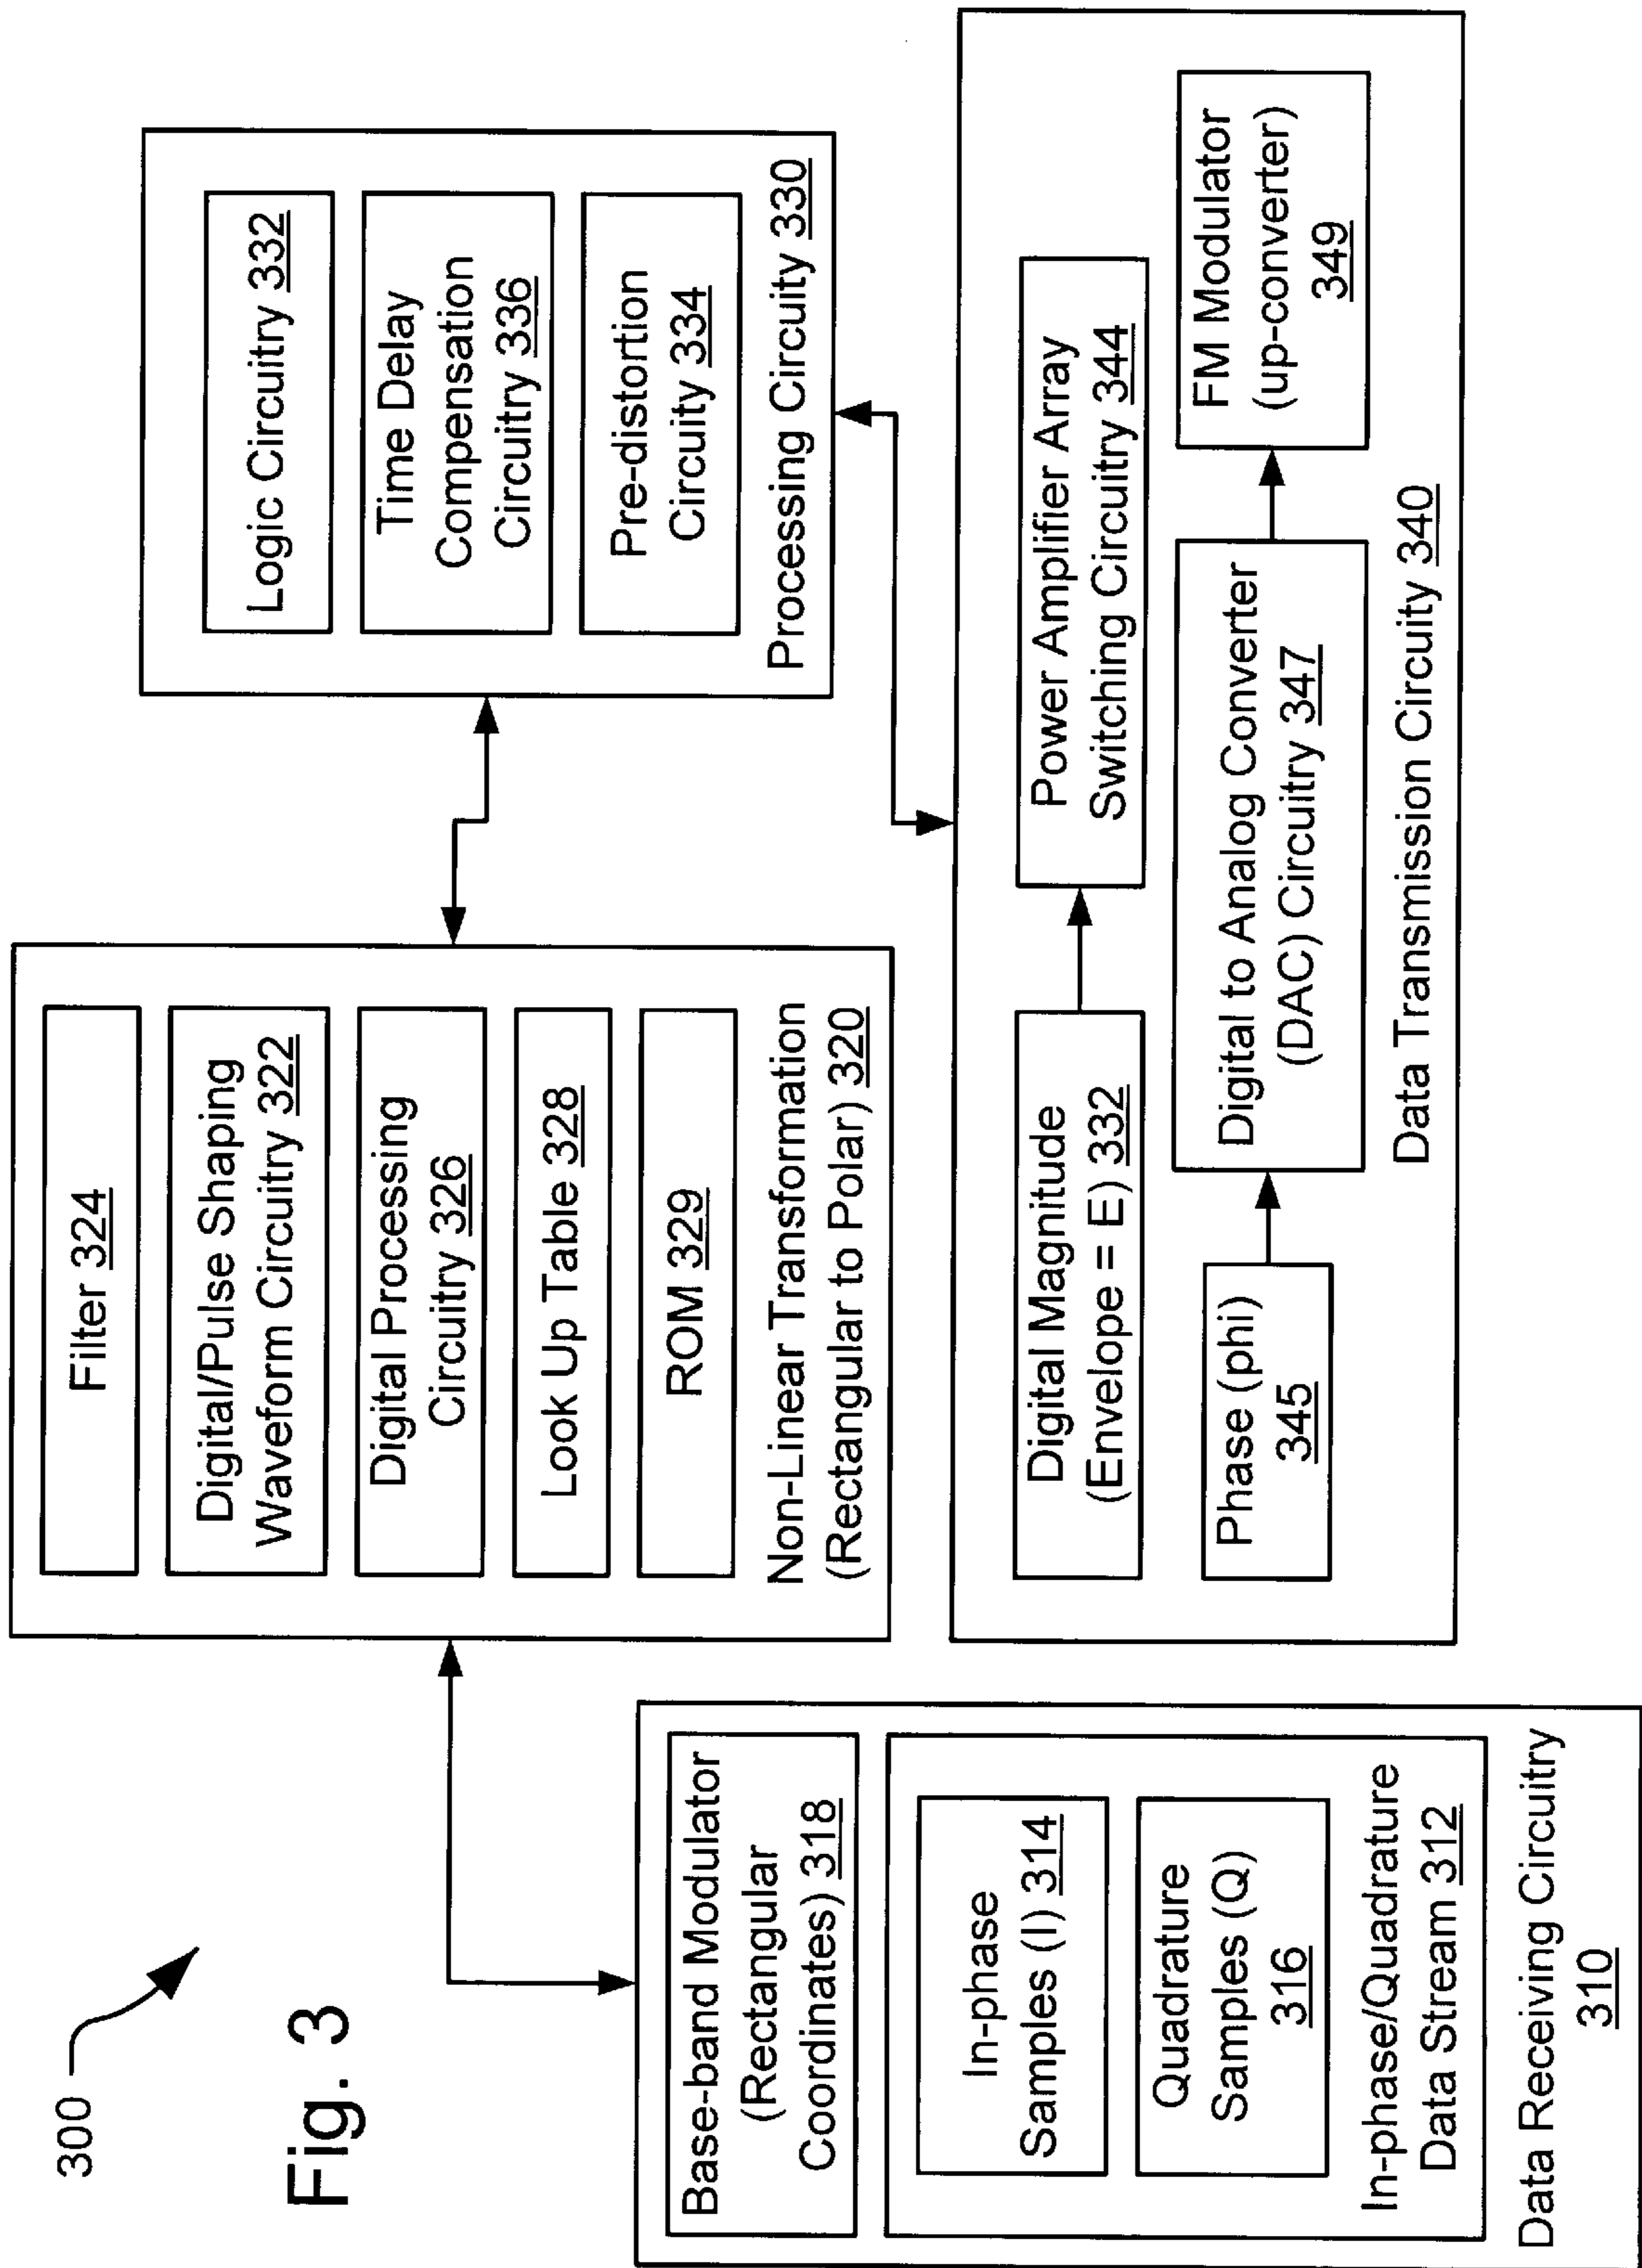 300
Fig. 3
Base-band Modulator
(Rectangular
Coordinates) 318
In-phase
Samples (I) 314
Quadrature
Samples (Q)
316
In-phase/Quadrature
Data Stream 312
Data Receiving Circuitry
310
Filter 324
Digital/Pulse Shaping
Waveform Circuitry 322
Digital Processing
Circuitry 326
Look Up Table 328
ROM 329
Non-Linear Transformation
(Rectangular to Polar) 320
Logic Circuitry 332
Time Delay
Compensation
Circuitry 336
Pre-distortion
Circuity 334
Processing Circuity 330
Digital Magnitude
(Envelope = E) 332
Power Amplifier Array
Switching Circuitry 344
Phase (phi)
345
Digital to Analog Converter
(DAC) Circuitry 347
FM Modulator
(up-converter)
349
Data Transmission Circuity 340